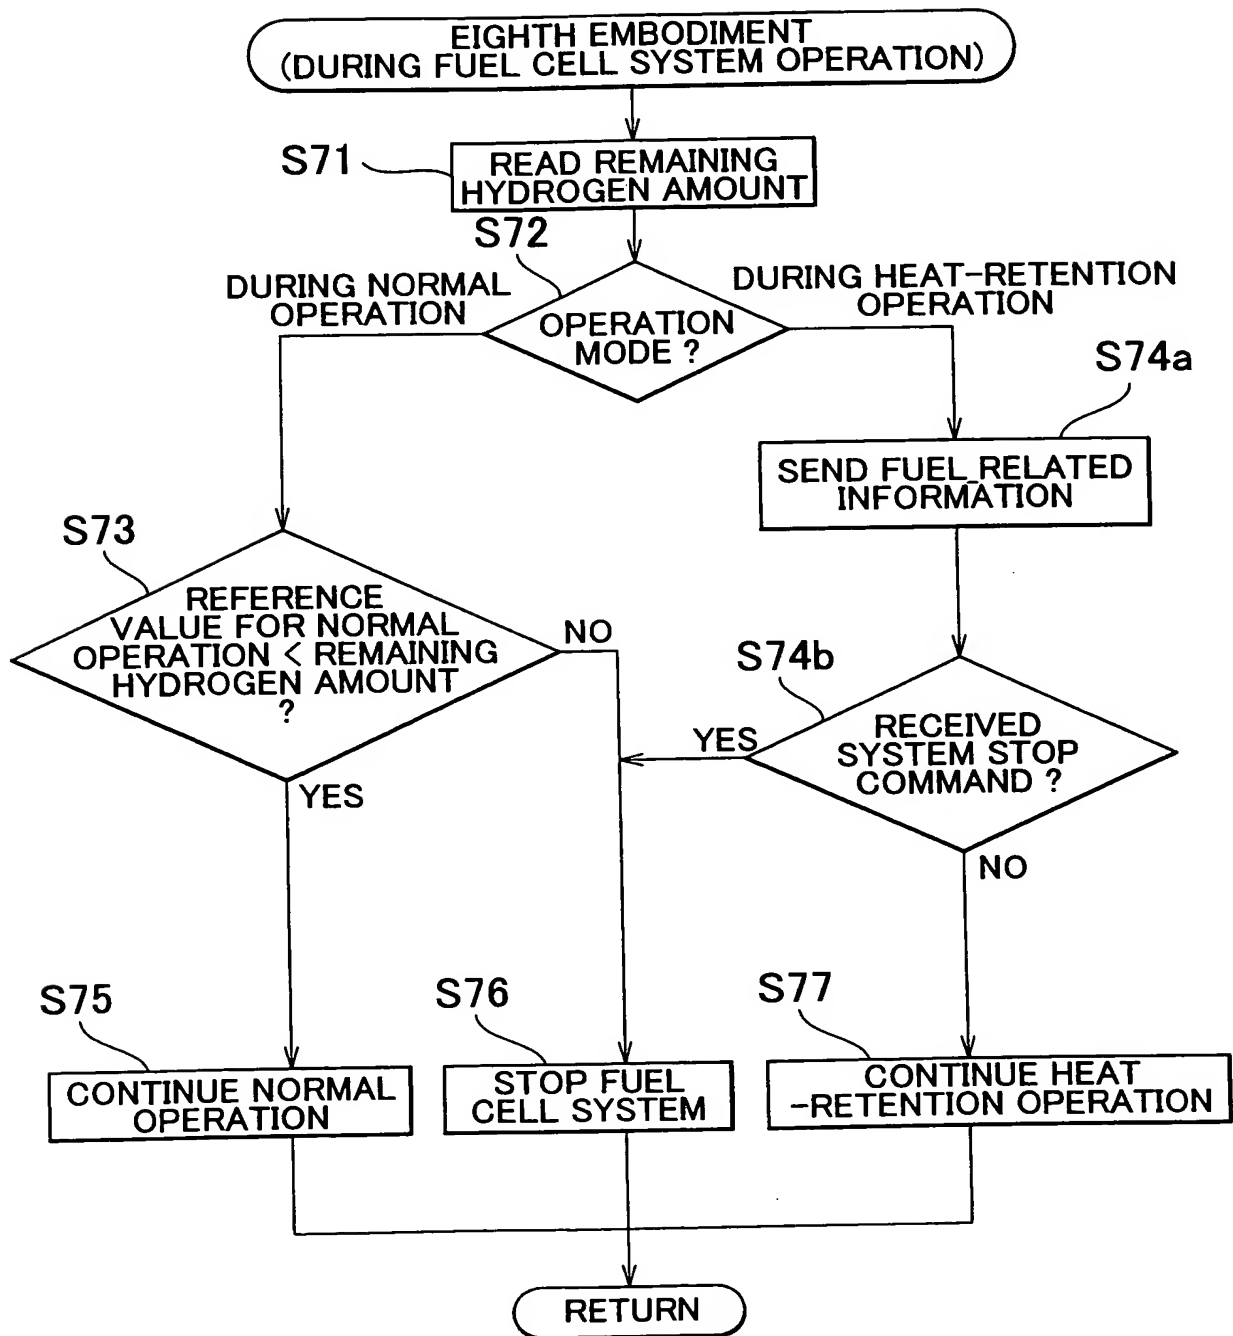 EIGHTH EMBODIMENT
(DURING FUEL CELL SYSTEM OPERATION)
S71
READ REMAINING
HYDROGEN AMOUNT
S72
DURING NORMAL
OPERATION
DURING HEAT-RETENTION
OPERATION
OPERATION
MODE ?
S74a
SEND FUEL_RELATED
INFORMATION
S73
REFERENCE
VALUE FOR NORMAL
OPERATION < REMAINING
HYDROGEN AMOUNT
?
NO
YES
S74b
YES
RECEIVED
SYSTEM STOP
COMMAND ?
NO
S75
CONTINUE NORMAL
OPERATION
S76
STOP FUEL
CELL SYSTEM
S77
CONTINUE HEAT
-RETENTION OPERATION
RETURN